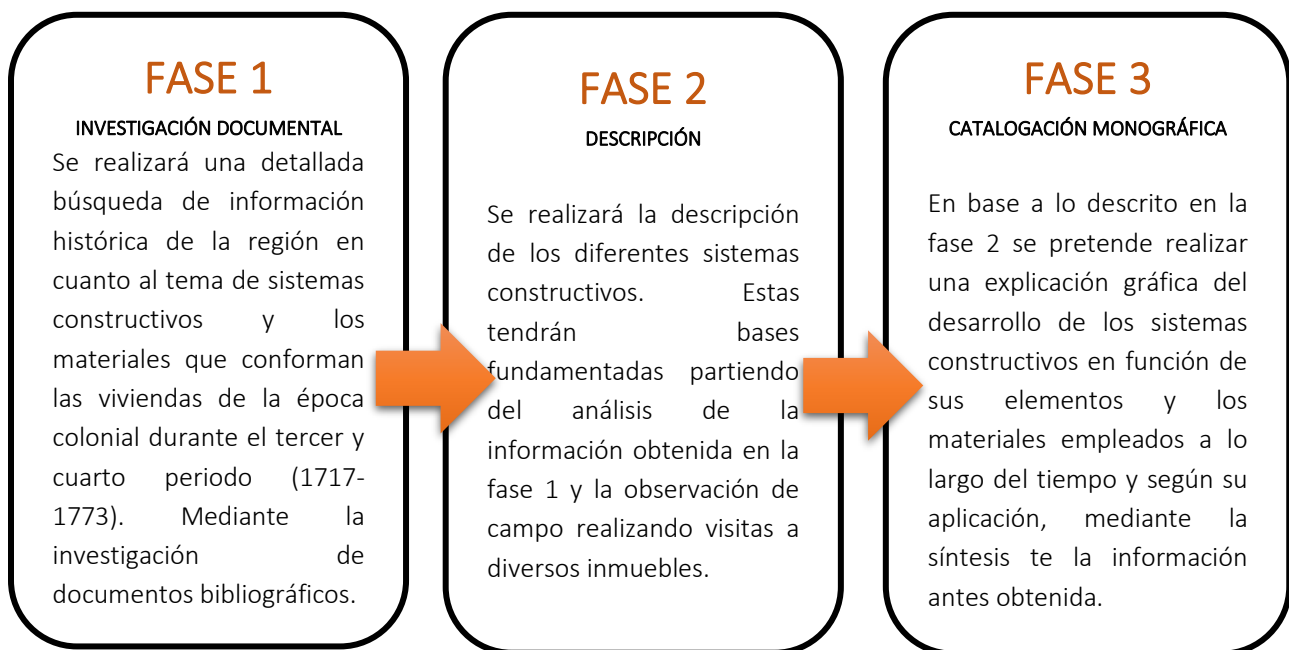 FASE 1
INVESTIGACIÓN DOCUMENTAL
Se realizará una detallada
búsqueda de información
histórica de la región en
cuanto al tema de sistemas
constructivos y los
materiales que conforman
las viviendas de la época
colonial durante el tercer y
cuarto periodo (1717-
1773). Mediante la
investigación de
documentos bibliográficos.
FASE 2
DESCRIPCIÓN
Se realizará la descripción
de los diferentes sistemas
constructivos. Estas
tendrán bases
fundamentadas partiendo
del análisis de la
información obtenida en la
fase 1 y la observación de
campo realizando visitas a
diversos inmuebles.
FASE 3
CATALOGACIÓN MONOGRÁFICA
En base a lo descrito en la
fase 2 se pretende realizar
una explicación gráfica del
desarrollo de los sistemas
constructivos en función de
sus elementos y los
materiales empleados a lo
largo del tiempo y según su
aplicación, mediante la
síntesis te la información
antes obtenida.